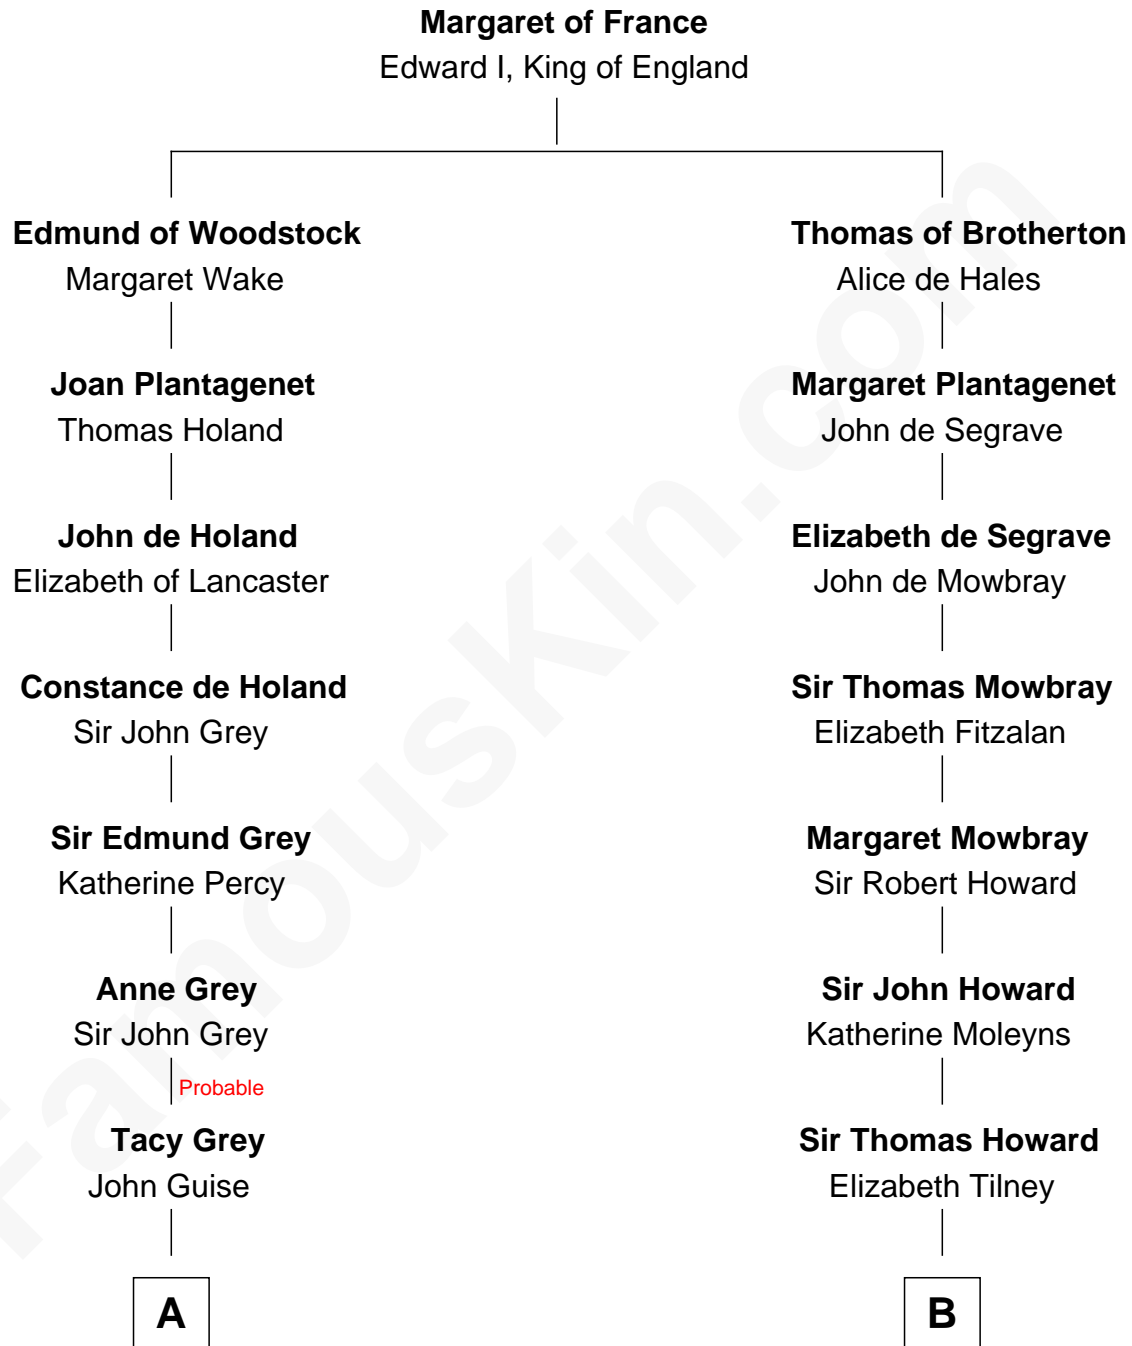 Margaret of France
Edward I, King of England
Edmund of Woodstock
Margaret Wake
Thomas of Brotherton
Alice de Hales
Joan Plantagenet
Thomas Holand
Margaret Plantagenet
John de Segrave
John de Holand
Elizabeth of Lancaster
Elizabeth de Segrave
John de Mowbray
Constance de Holand
Sir John Grey
Sir Thomas Mowbray
Elizabeth Fitzalan
Sir Edmund Grey
Katherine Percy
Margaret Mowbray
Sir Robert Howard
Anne Grey
Sir John Grey
Sir John Howard
Katherine Moleyns
Probable
Tacy Grey
John Guise
Sir Thomas Howard
Elizabeth Tilney
A
B
FamousKin.com